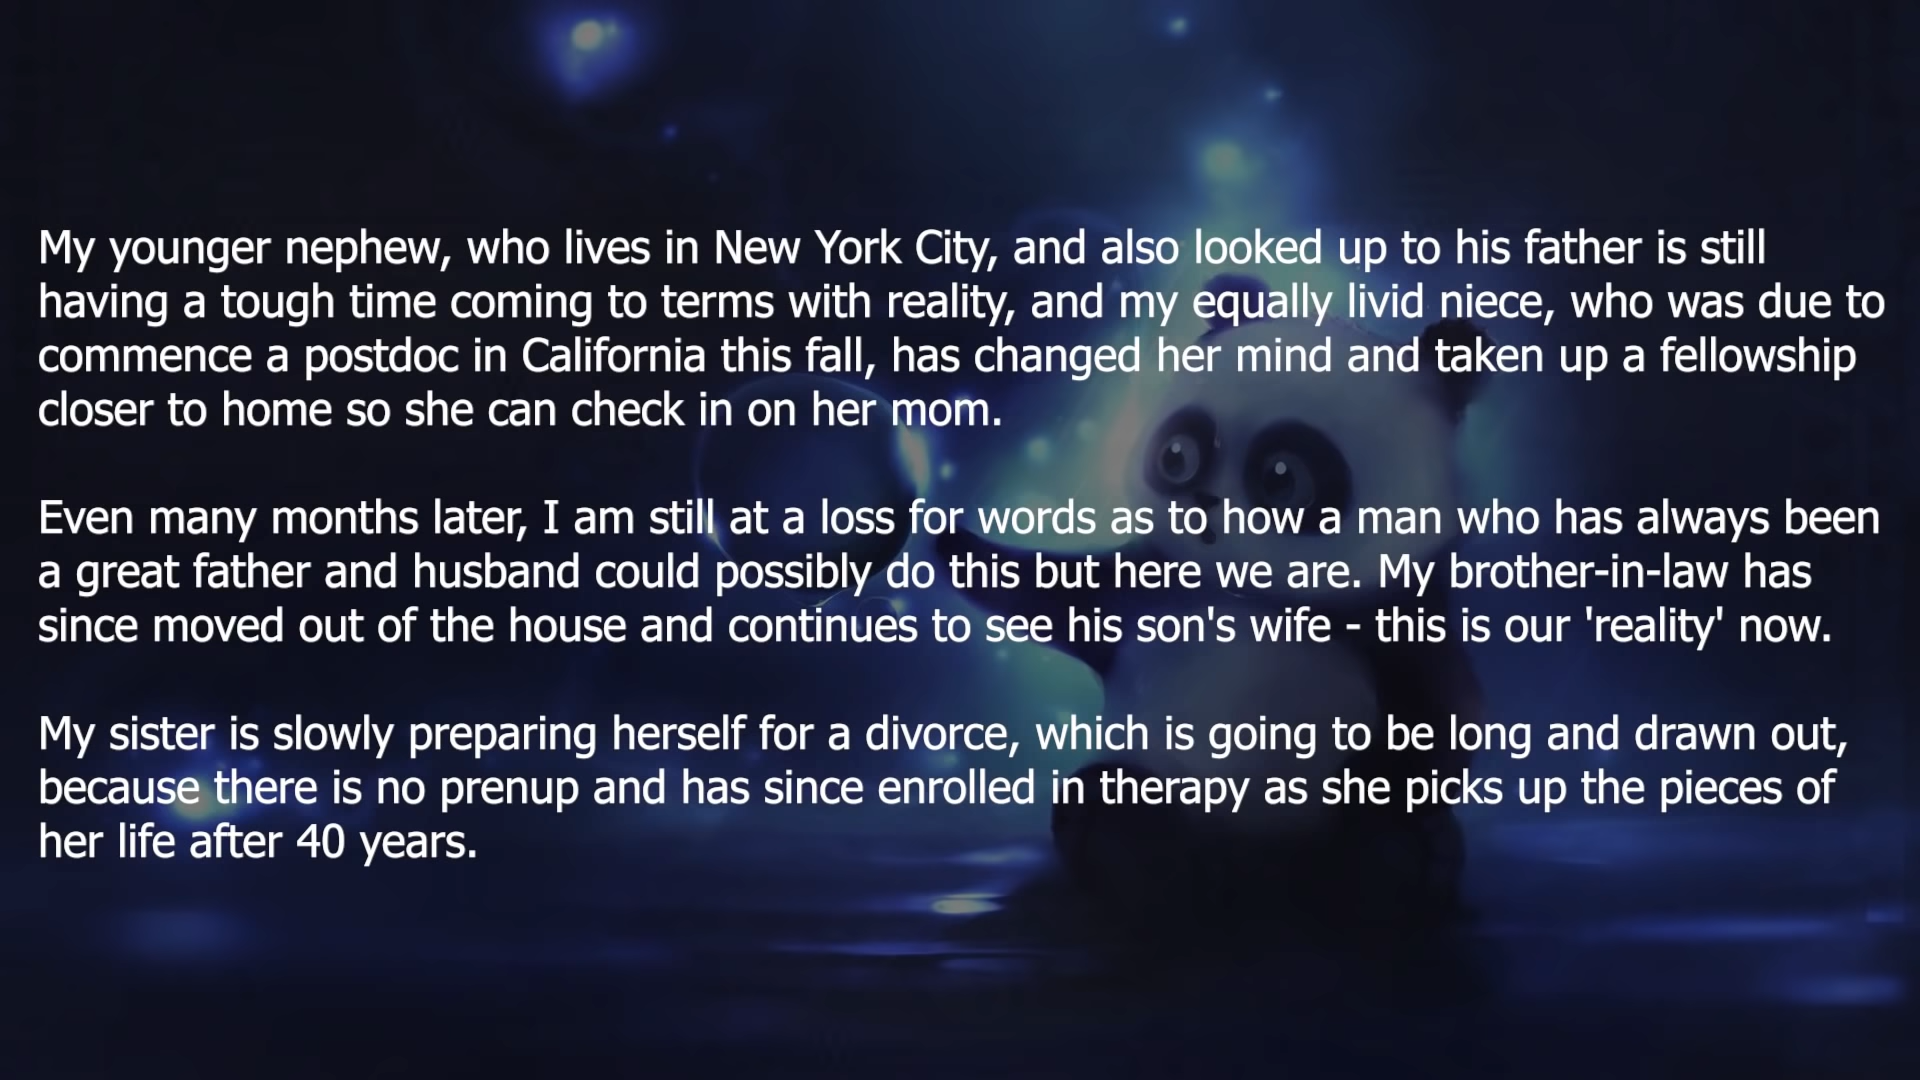 My younger nephew, who lives in New York City, and also looked up to his father is still
having a tough time coming to terms with reality, and my equally livid niece, who was due to
commence a postdoc in California this fall, has changed her mind and taken up a fellowship
closer to home so she can check in on her mom.
Even many months later, I am still at a loss for words as to how a man who has always been
a great father and husband could possibly do this but here we are. My brother-in-law has
since moved out of the house and continues to see his son's wife - this is our 'reality' now.
My sister is slowly preparing herself for a divorce, which is going to be long and drawn out,
because there is no prenup and has since enrolled in therapy as she picks up the pieces of
her life after 40 years.